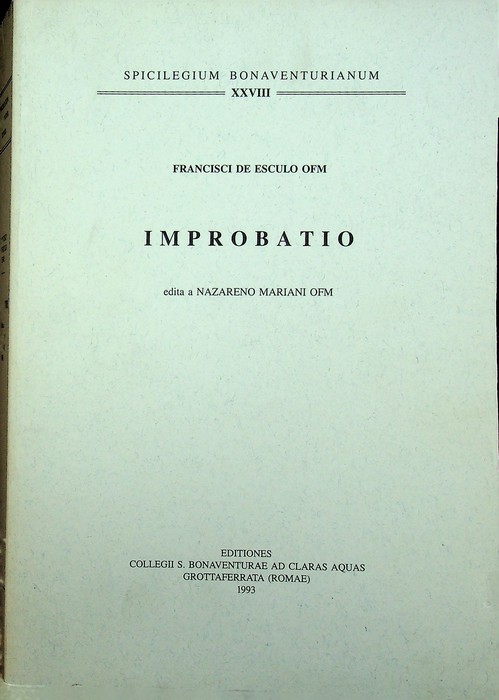 SPICILEGIUM BONAVENTURIANUM
XXVIII
FRANCISCI DE ESCULO OFM
IMPROBATIO
edita a NAZARENO MARIANI OFM
EDITIONES
COLLEGII S. BONAVENTURAE AD CLARAS AQUAS
GROTTAFERRATA (ROMAE)
1993